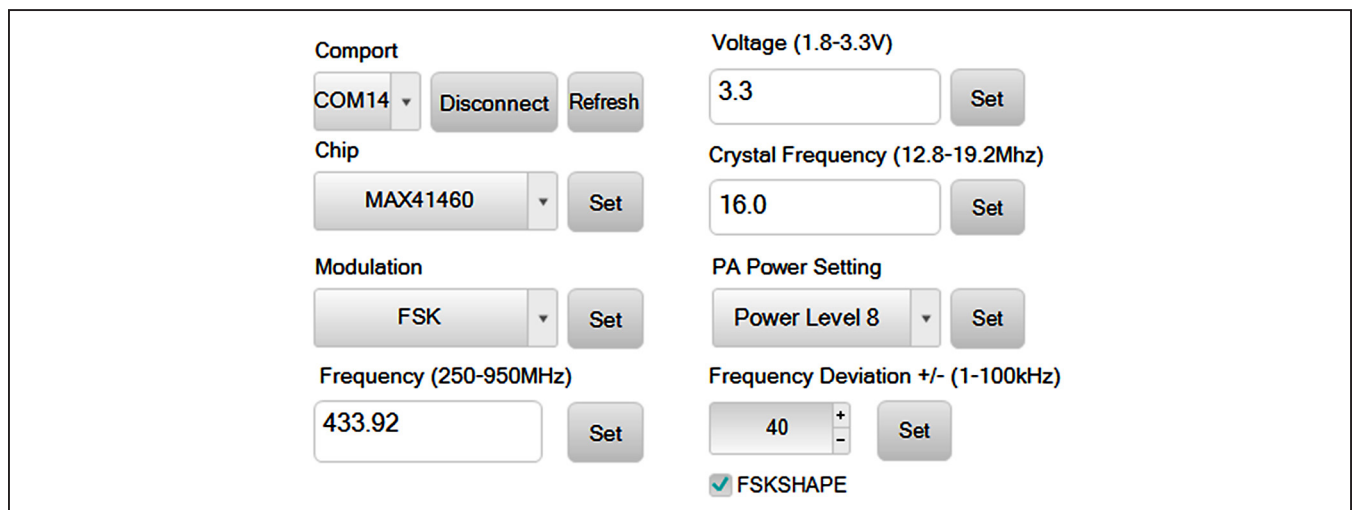 Comport
COM14 Disconnect Refresh
Chip
MAX41460 Set
Modulation
FSK Set
Frequency (250-950MHz)
433.92 Set
Voltage (1.8-3.3V)
3.3 Set
Crystal Frequency (12.8-19.2Mhz)
16.0 Set
PA Power Setting
Power Level 8 Set
Frequency Deviation +/- (1-100kHz)
40 + - Set
FSKSHAPE